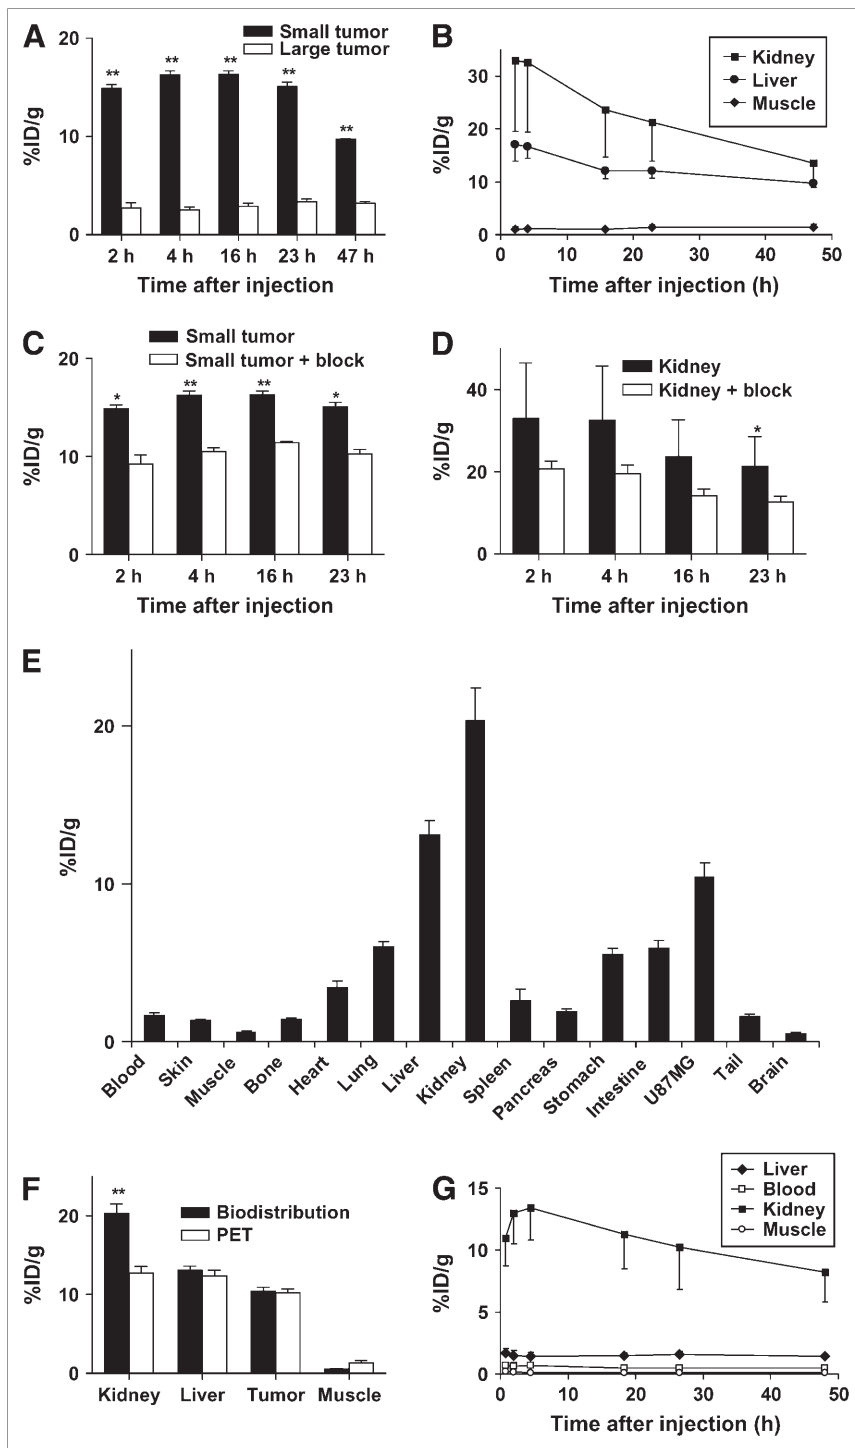 A
Small tumor
Large tumor
%ID/g
20
10
0
** ** ** ** **
2 h 4 h 16 h 23 h 47 h
Time after injection
B
Kidney
Liver
Muscle
%ID/g
30
20
10
0
0 10 20 30 40 50
Time after injection (h)
C
Small tumor
Small tumor + block
%ID/g
20
10
0
* ** ** *
2 h 4 h 16 h 23 h
Time after injection
D
Kidney
Kidney + block
%ID/g
40
20
0
*
2 h 4 h 16 h 23 h
Time after injection
E
%ID/g
20
10
0
Blood Skin Muscle Bone Heart Lung Liver Kidney Spleen Pancreas Stomach Intestine U87MG Tail Brain
F
**
Biodistribution
PET
%ID/g
20
10
0
Kidney Liver Tumor Muscle
G
Liver
Blood
Kidney
Muscle
%ID/g
15
10
5
0
0 10 20 30 40 50
Time after injection (h)